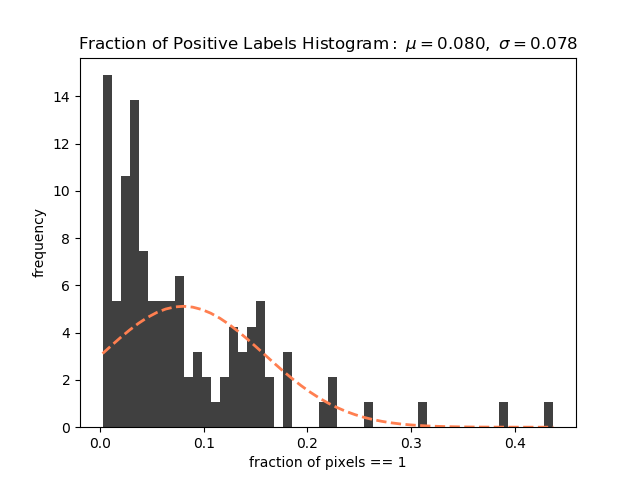 Fraction of Positive Labels Histogram: μ = 0.080, σ = 0.078
14
12
10
8
6
4
2
0
frequency
0.0 0.1 0.2 0.3 0.4
fraction of pixels == 1